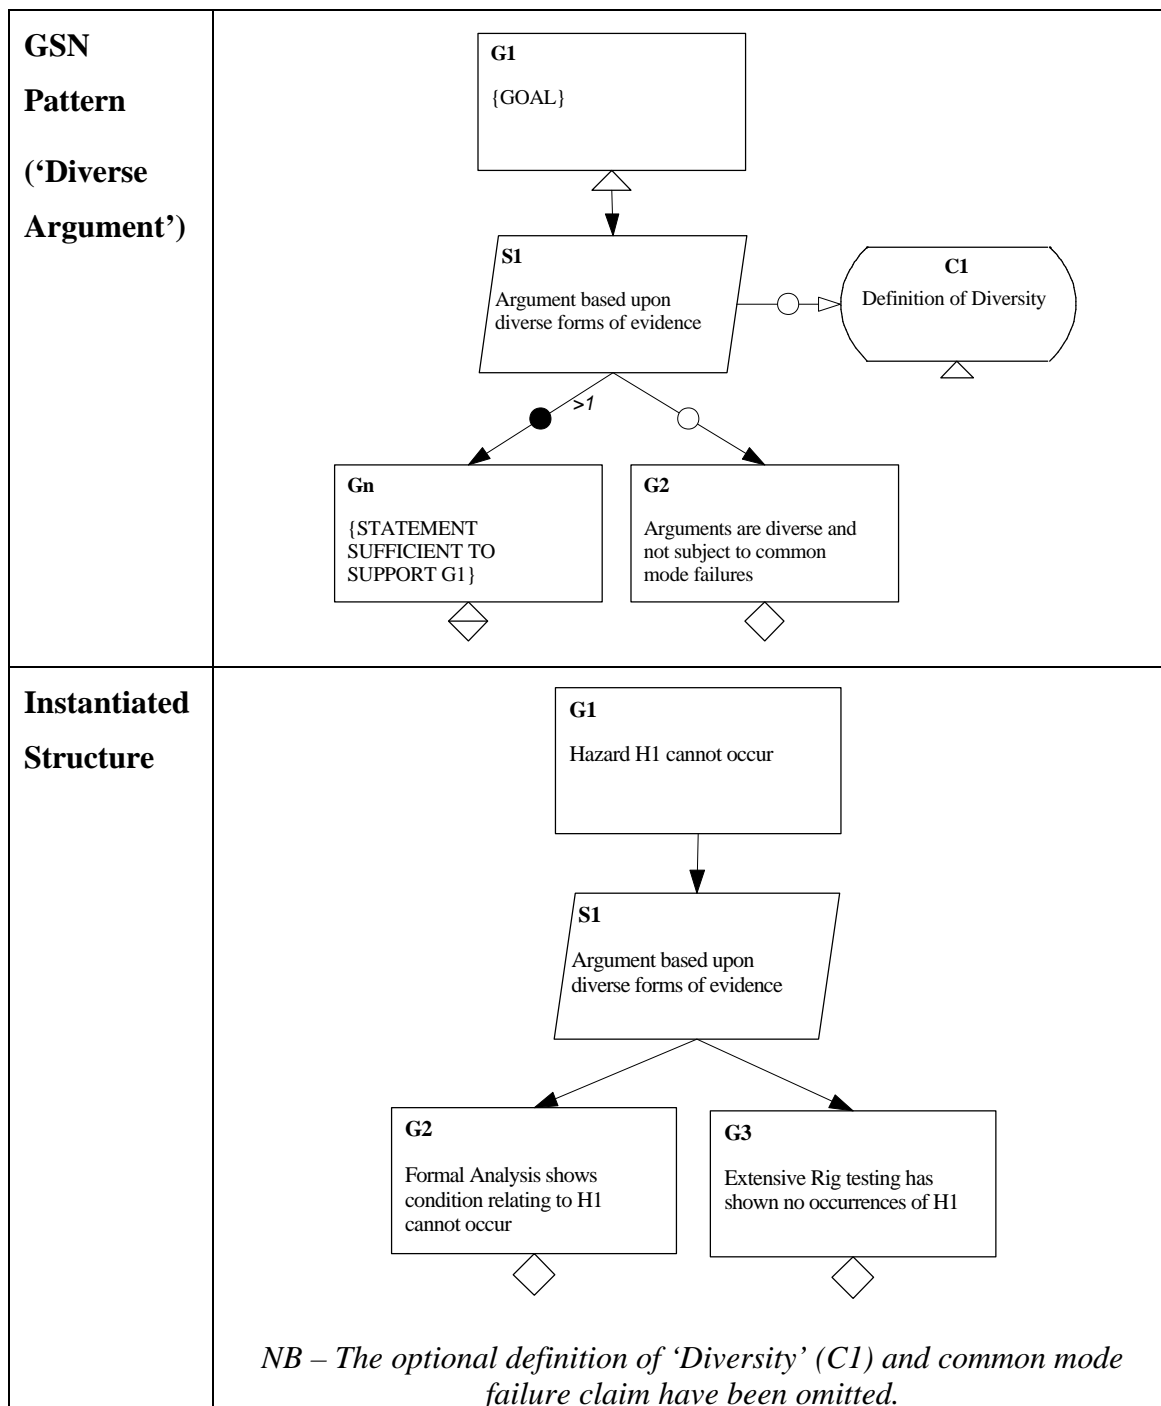 GSN
Pattern
(‘Diverse
Argument’)
G1
{GOAL}
S1
Argument based upon
diverse forms of evidence
C1
Definition of Diversity
>1
Gn
{STATEMENT
SUFFICIENT TO
SUPPORT G1}
G2
Arguments are diverse and
not subject to common
mode failures
Instantiated
Structure
G1
Hazard H1 cannot occur
S1
Argument based upon
diverse forms of evidence
G2
Formal Analysis shows
condition relating to H1
cannot occur
G3
Extensive Rig testing has
shown no occurrences of H1
NB – The optional definition of ‘Diversity’ (C1) and common mode
failure claim have been omitted.